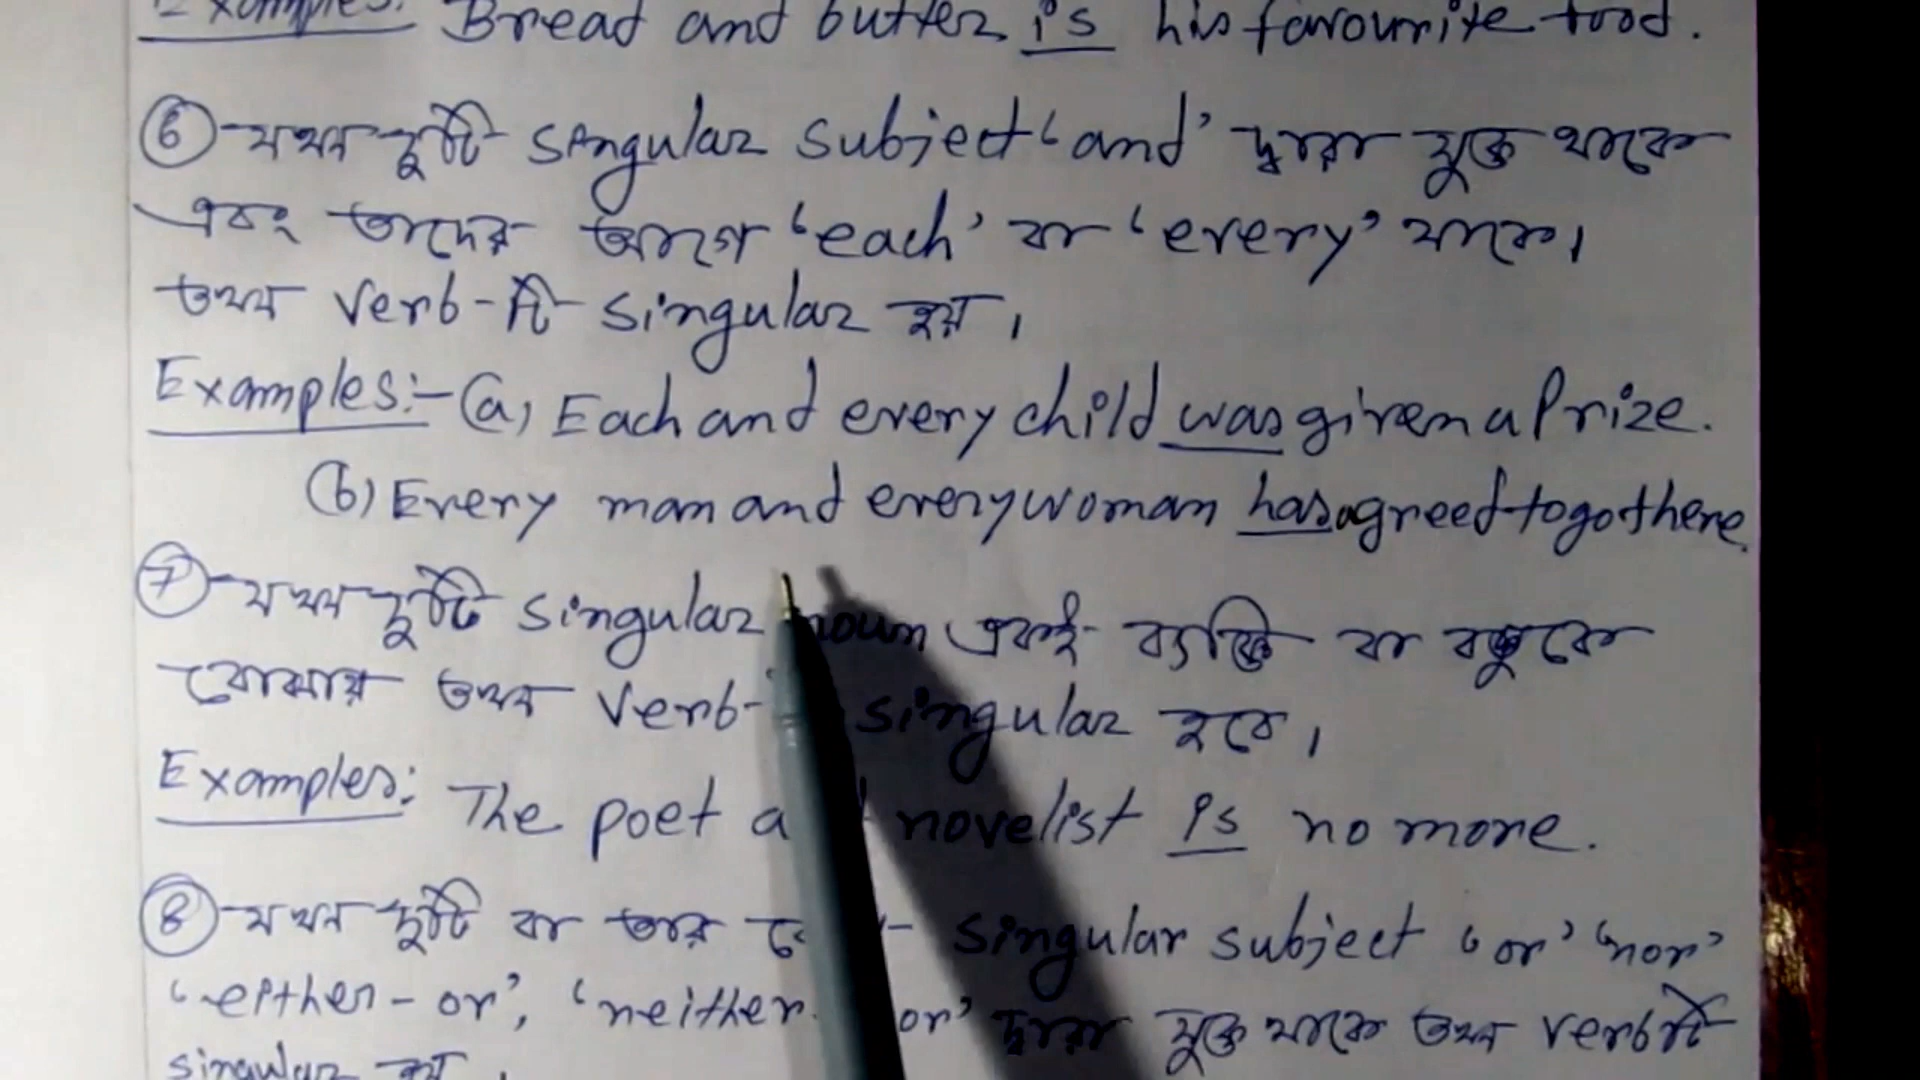 Examples: Bread and butter is his favourite food.
⑥ যখন দুটি singular subject 'and' দ্বারা যুক্ত থাকে
এবং তাদের আগে 'each' বা 'every' থাকে।
তখন verb-টি singular হয়।
Examples:- (a) Each and every child was given a Prize.
(b) Every man and every woman has agreed to go there.
⑦ যখন দুটি singular noun একই ব্যক্তি বা বস্তুকে
বোঝায় তখন verb- singular হবে।
Examples: The poet and novelist is no more.
⑧ যখন দুটি বা তার singular subject 'or' 'nor'
'either-or', 'neither or' দ্বারা যুক্ত থাকে তখন verbটি
singular হয়।